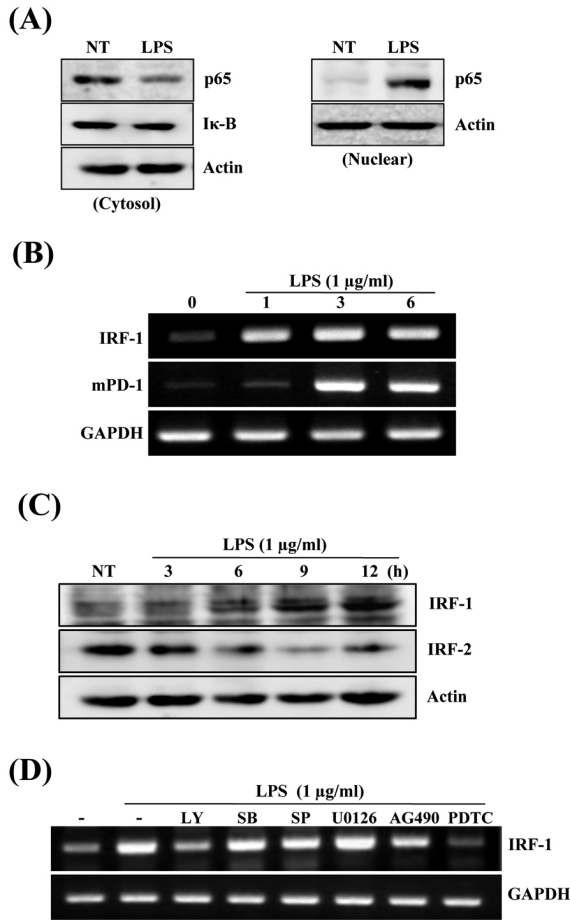 (A)
NT LPS NT LPS
p65 p65
Iκ-B Actin
Actin (Nuclear)
(Cytosol)
(B)
LPS (1 µg/ml)
0 1 3 6
IRF-1
mPD-1
GAPDH
(C)
LPS (1 µg/ml)
NT 3 6 9 12 (h)
IRF-1
IRF-2
Actin
(D)
LPS (1 µg/ml)
- - LY SB SP U0126 AG490 PDTC
IRF-1
GAPDH